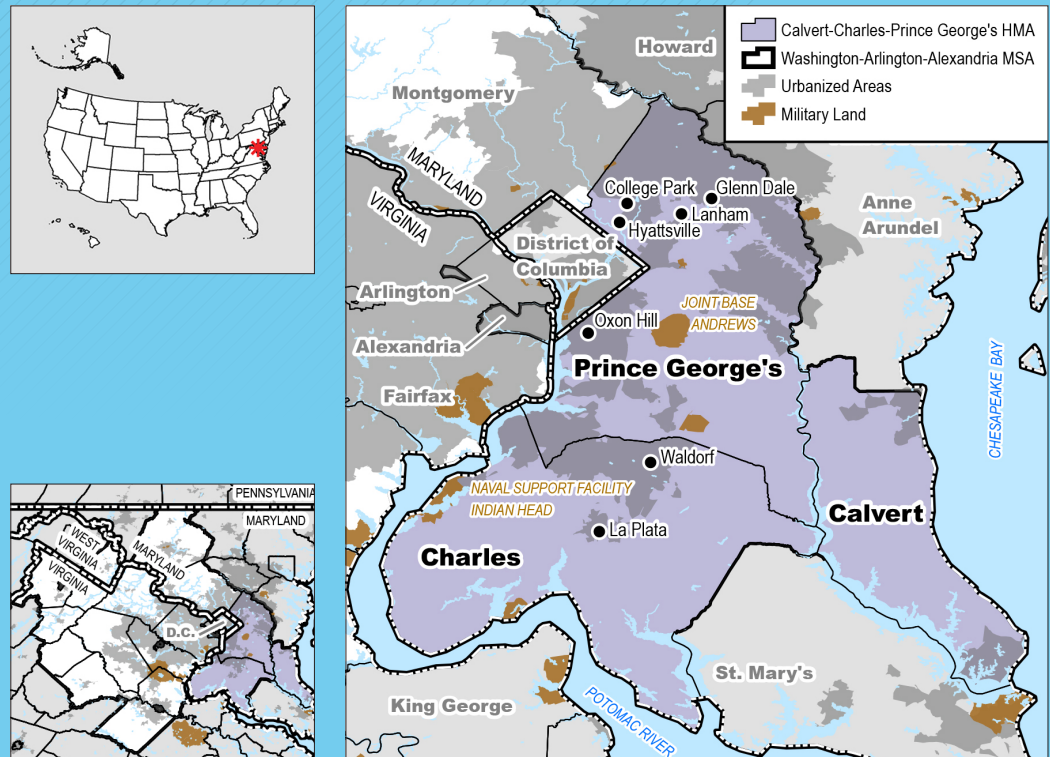 Calvert-Charles-Prince George's HMA
Washington-Arlington-Alexandria MSA
Urbanized Areas
Military Land
Howard
Montgomery
MARYLAND
VIRGINIA
College Park
Glenn Dale
Lanham
Hyattsville
Anne
Arundel
District of
Columbia
Arlington
JOINT BASE
ANDREWS
Oxon Hill
Alexandria
Prince George's
Fairfax
CHESAPEAKE BAY
Waldorf
NAVAL SUPPORT FACILITY
INDIAN HEAD
Calvert
La Plata
Charles
St. Mary's
King George
POTOMAC RIVER
PENNSYLVANIA
MARYLAND
WEST
VIRGINIA
MARYLAND
VIRGINIA
D.C.